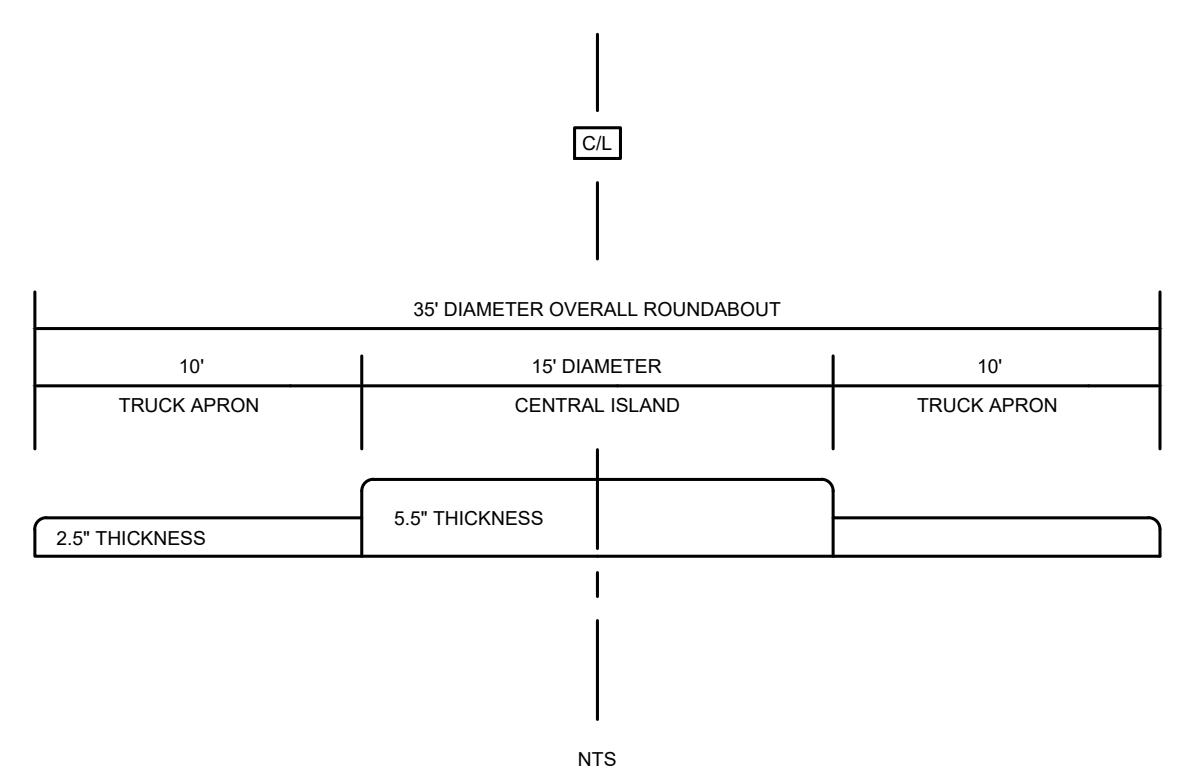 C/L
35' DIAMETER OVERALL ROUNDABOUT
10' 15' DIAMETER 10'
TRUCK APRON CENTRAL ISLAND TRUCK APRON
5.5" THICKNESS
2.5" THICKNESS
NTS